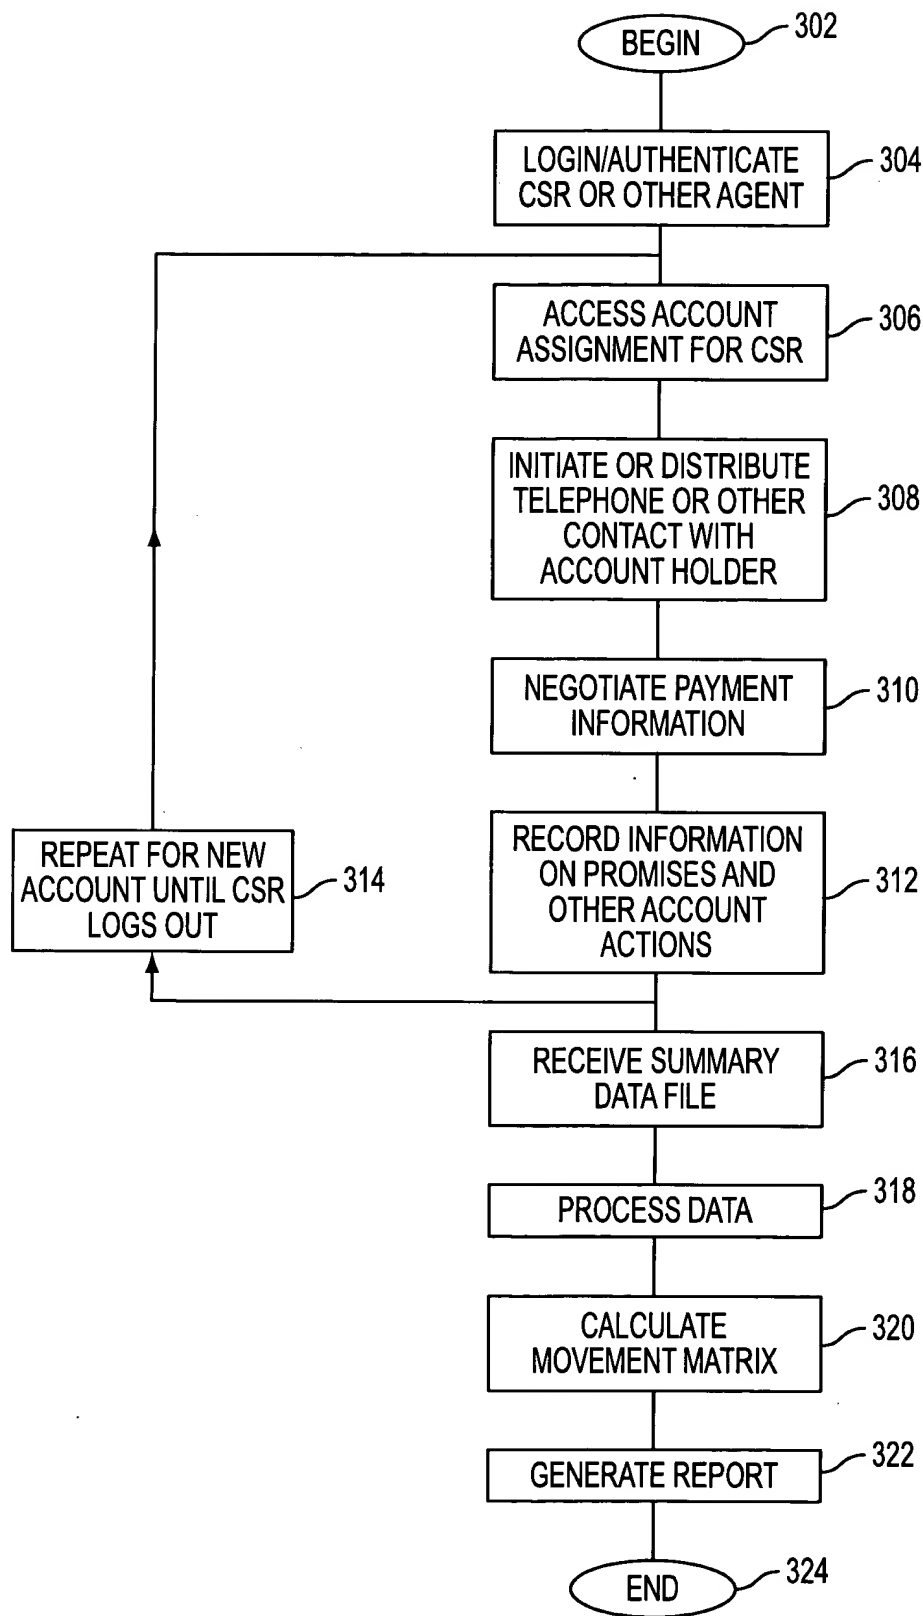 BEGIN
302
LOGIN/AUTHENTICATE
CSR OR OTHER AGENT
304
ACCESS ACCOUNT
ASSIGNMENT FOR CSR
306
INITIATE OR DISTRIBUTE
TELEPHONE OR OTHER
CONTACT WITH
ACCOUNT HOLDER
308
NEGOTIATE PAYMENT
INFORMATION
310
RECORD INFORMATION
ON PROMISES AND
OTHER ACCOUNT
ACTIONS
312
REPEAT FOR NEW
ACCOUNT UNTIL CSR
LOGS OUT
314
RECEIVE SUMMARY
DATA FILE
316
PROCESS DATA
318
CALCULATE
MOVEMENT MATRIX
320
GENERATE REPORT
322
END
324